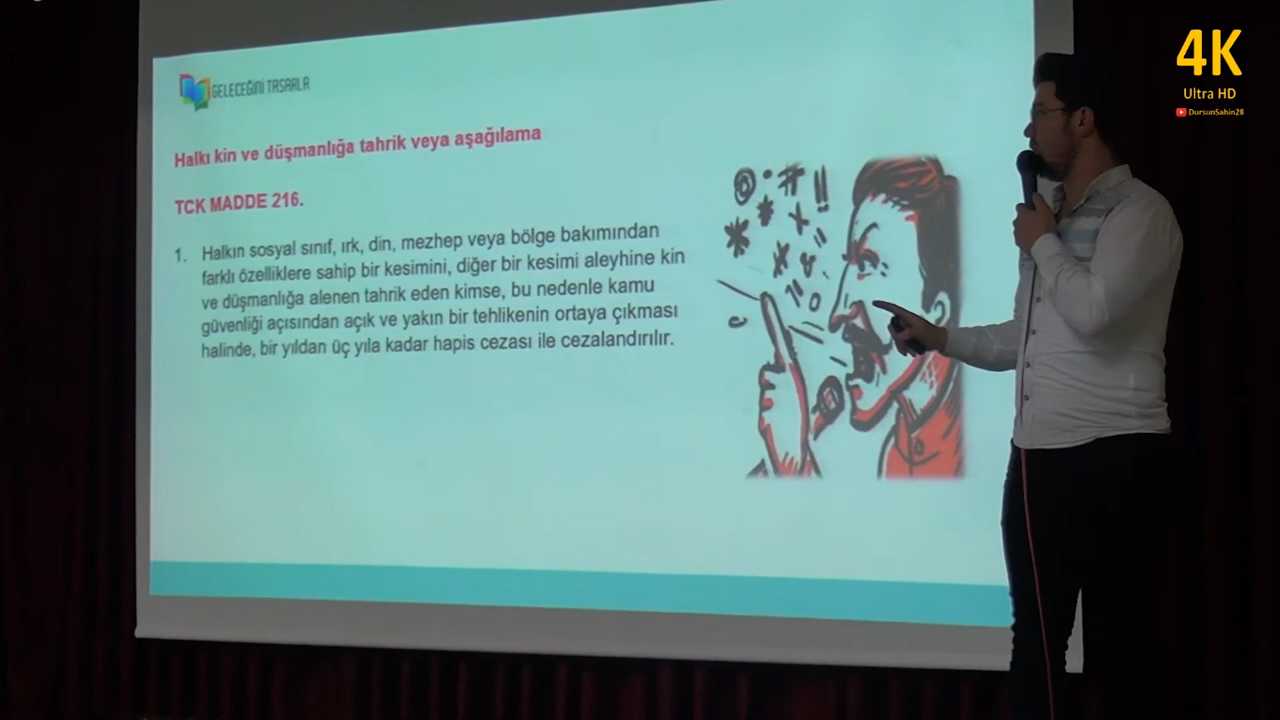 4K
Ultra HD
DursunSahin28
GELECEĞİNİ TASARLA
Halkı kin ve düşmanlığa tahrik veya aşağılama
TCK MADDE 216.
1. Halkın sosyal sınıf, ırk, din, mezhep veya bölge bakımından
farklı özelliklere sahip bir kesimini, diğer bir kesimi aleyhine kin
ve düşmanlığa alenen tahrik eden kimse, bu nedenle kamu
güvenliği açısından açık ve yakın bir tehlikenin ortaya çıkması
halinde, bir yıldan üç yıla kadar hapis cezası ile cezalandırılır.